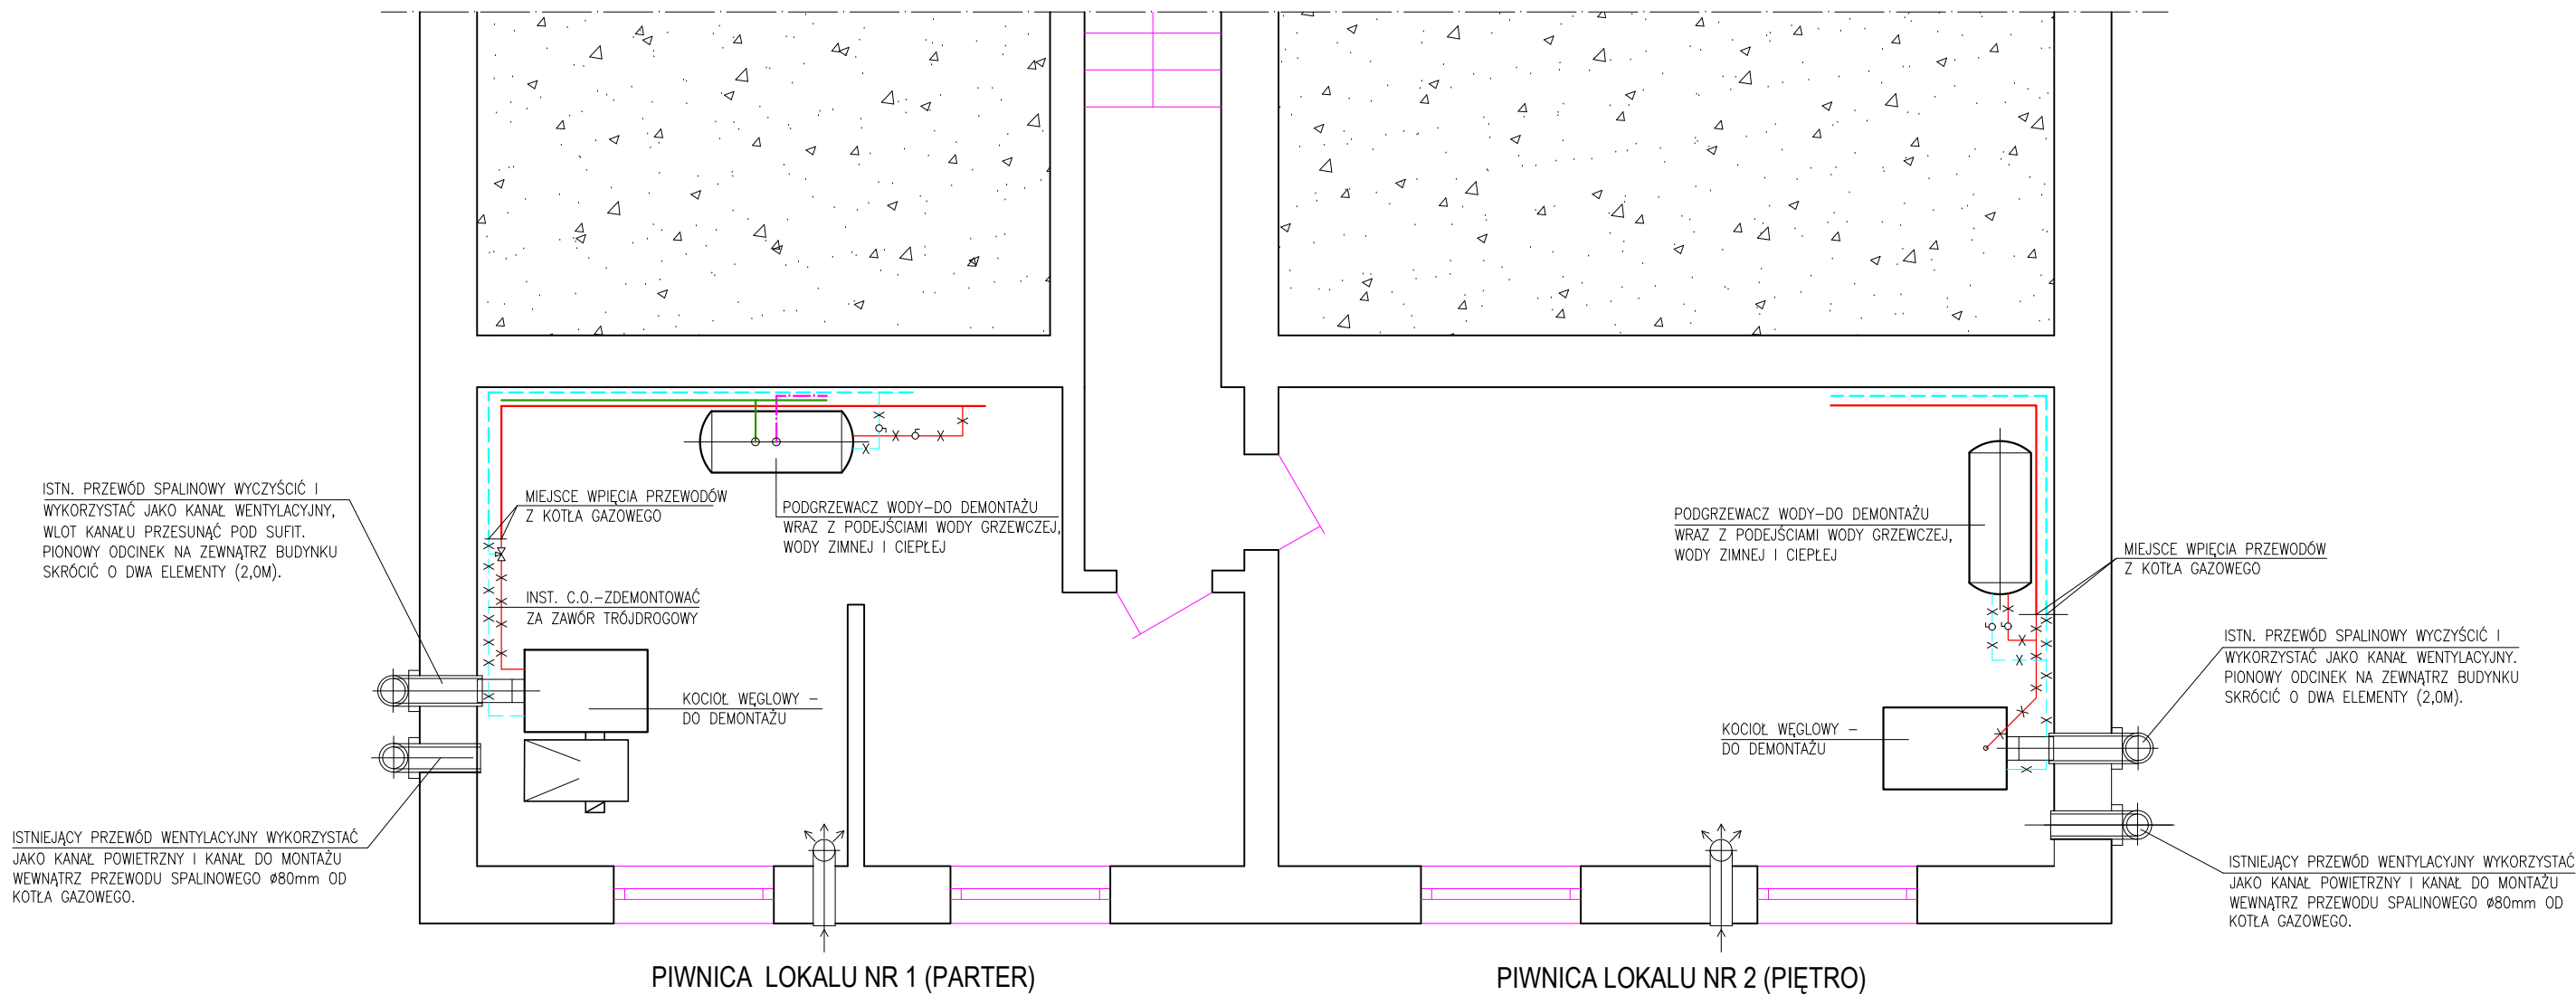 ISTN. PRZEWÓD SPALINOWY WYCZYŚCIĆ I
WYKORZYSTAĆ JAKO KANAŁ WENTYLACYJNY,
WLOT KANAŁU PRZESUNĄĆ POD SUFIT.
PIONOWY ODCINEK NA ZEWNĄTRZ BUDYNKU
SKRÓCIĆ O DWA ELEMENTY (2,0M).
MIEJSCE WPIĘCIA PRZEWODÓW
Z KOTŁA GAZOWEGO
PODGRZEWACZ WODY-DO DEMONTAŻU
WRAZ Z PODEJŚCIAMI WODY GRZEWCZEJ,
WODY ZIMNEJ I CIEPŁEJ
INST. C.O.-ZDEMONTOWAĆ
ZA ZAWÓR TRÓJDROGOWY
KOCIOŁ WĘGLOWY -
DO DEMONTAŻU
ISTNIEJĄCY PRZEWÓD WENTYLACYJNY WYKORZYSTAĆ
JAKO KANAŁ POWIETRZNY I KANAŁ DO MONTAŻU
WEWNĄTRZ PRZEWODU SPALINOWEGO ø80mm OD
KOTŁA GAZOWEGO.
PIWNICA LOKALU NR 1 (PARTER)
PODGRZEWACZ WODY-DO DEMONTAŻU
WRAZ Z PODEJŚCIAMI WODY GRZEWCZEJ,
WODY ZIMNEJ I CIEPŁEJ
MIEJSCE WPIĘCIA PRZEWODÓW
Z KOTŁA GAZOWEGO
ISTN. PRZEWÓD SPALINOWY WYCZYŚCIĆ I
WYKORZYSTAĆ JAKO KANAŁ WENTYLACYJNY.
PIONOWY ODCINEK NA ZEWNĄTRZ BUDYNKU
SKRÓCIĆ O DWA ELEMENTY (2,0M).
KOCIOŁ WĘGLOWY -
DO DEMONTAŻU
ISTNIEJĄCY PRZEWÓD WENTYLACYJNY WYKORZYSTAĆ
JAKO KANAŁ POWIETRZNY I KANAŁ DO MONTAŻU
WEWNĄTRZ PRZEWODU SPALINOWEGO ø80mm OD
KOTŁA GAZOWEGO.
PIWNICA LOKALU NR 2 (PIĘTRO)